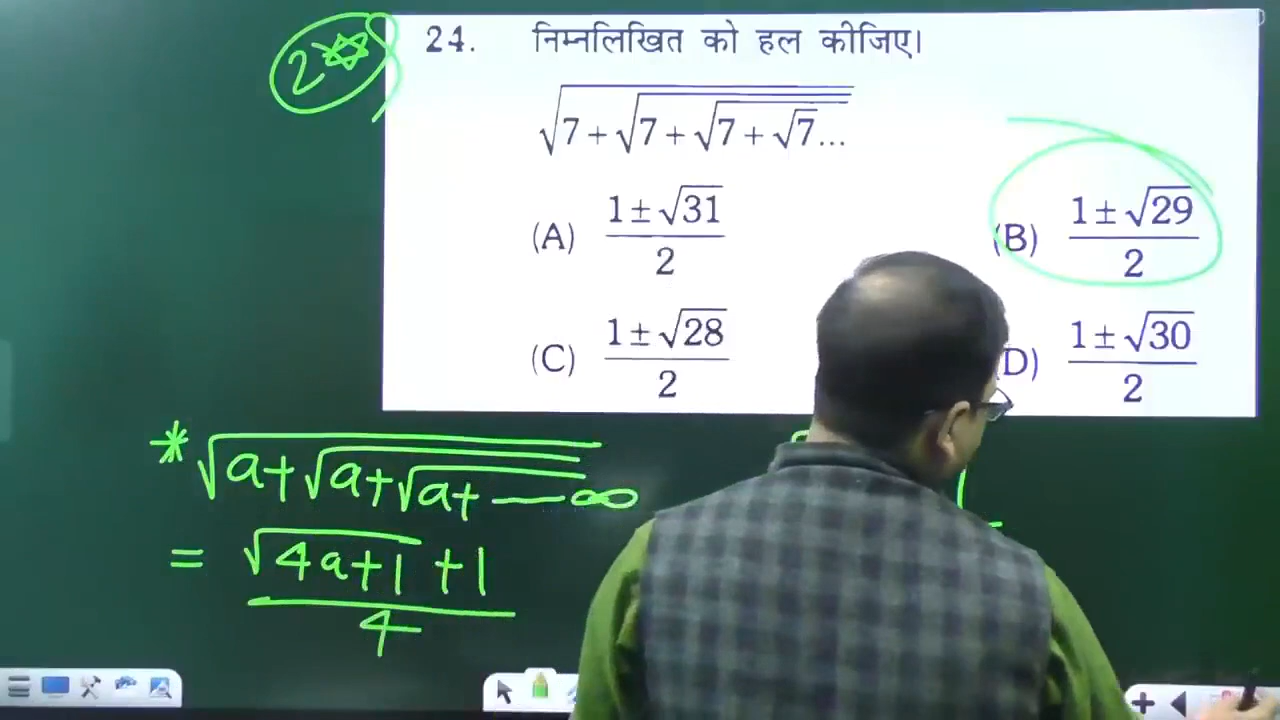 2
24. निम्नलिखित को हल कीजिए।
√(7 + √(7 + √(7 + √7...
(A) (1 ± √31)/2
(B) (1 ± √29)/2
(C) (1 ± √28)/2
(D) (1 ± √30)/2
* √(a+√(a+√(a+ — ∞
= (√(4a+1) +1)/4